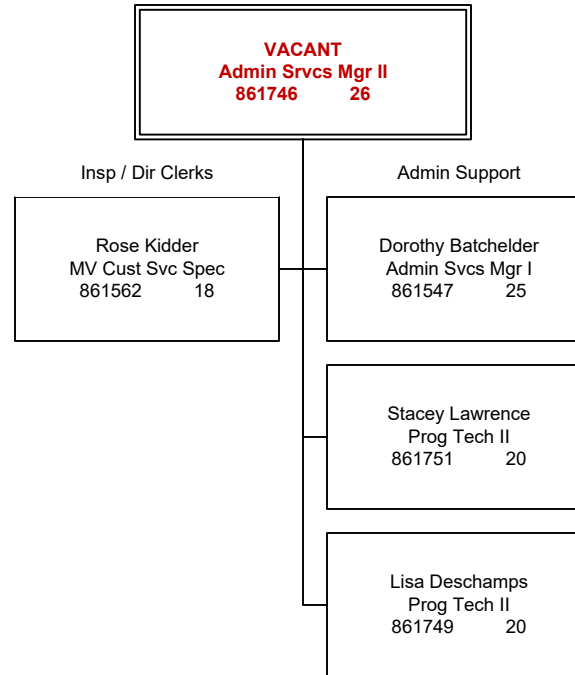 VACANT
Admin Srvcs Mgr II
861746 26
Insp / Dir Clerks
Admin Support
Rose Kidder
MV Cust Svc Spec
861562 18
Dorothy Batchelder
Admin Svcs Mgr I
861547 25
Stacey Lawrence
Prog Tech II
861751 20
Lisa Deschamps
Prog Tech II
861749 20